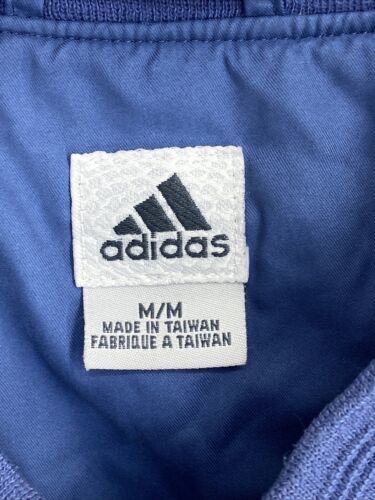 adidas
M/M
MADE IN TAIWAN
FABRIQUE A TAIWAN